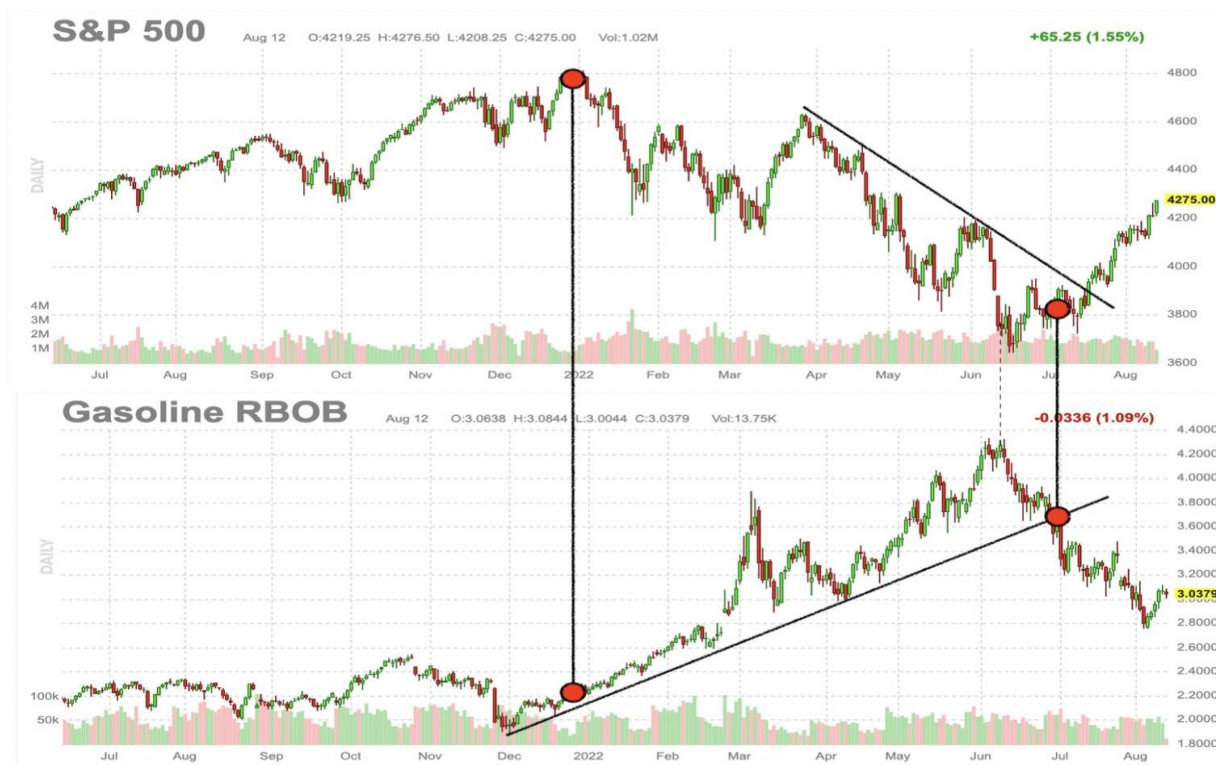 S&P 500 Aug 12 O:4219.25 H:4276.50 L:4208.25 C:4275.00 Vol:1.02M +65.25 (1.55%)
4800
4600
4400
DAILY
4275.00
4200
4000
4M
3M
3800
2M
1M
3600
Jul Aug Sep Oct Nov Dec 2022 Feb Mar Apr May Jun Jul Aug
Gasoline RBOB Aug 12 O:3.0638 H:3.0844 L:3.0044 C:3.0379 Vol:13.75K -0.0336 (1.09%)
4.4000
4.2000
4.0000
3.8000
3.6000
3.4000
DAILY
3.2000
3.0379
3.0000
2.8000
2.6000
2.4000
100k 2.2000
50k 2.0000
1.8000
Jul Aug Sep Oct Nov Dec 2022 Feb Mar Apr May Jun Jul Aug